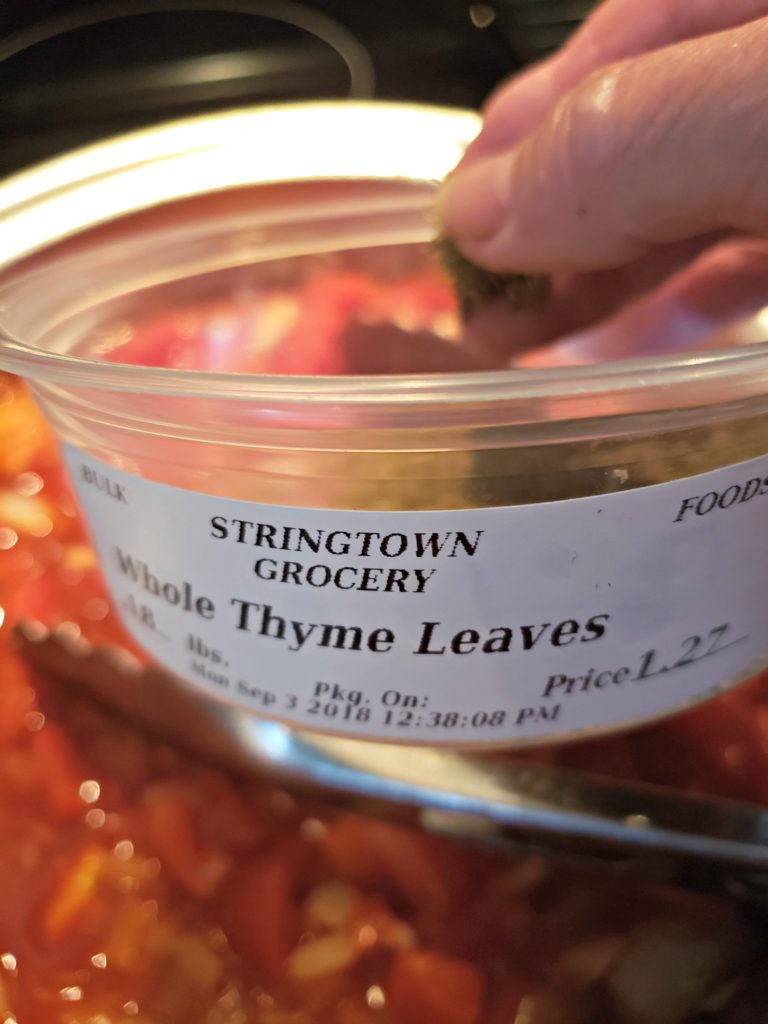 BULK FOODS
STRINGTOWN
GROCERY
Whole Thyme Leaves
.18 lbs.
Price 1.27
Pkg. On:
Mon Sep 3 2018 12:38:08 PM